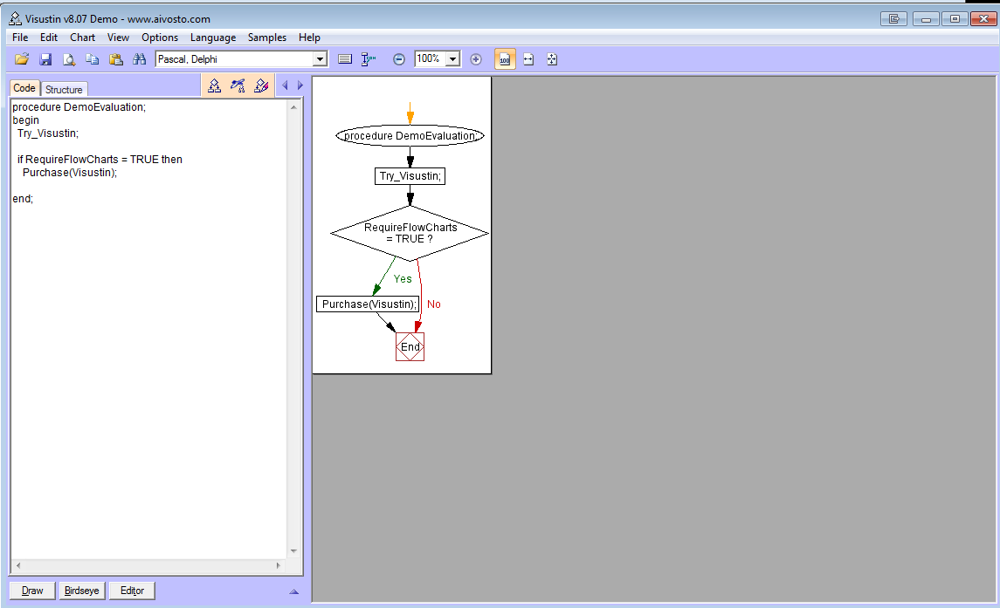 Visustin v8.07 Demo - www.aivosto.com
File Edit Chart View Options Language Samples Help
Pascal, Delphi
100%
100
Code Structure
procedure DemoEvaluation;
begin
Try_Visustin;
if RequireFlowCharts = TRUE then
Purchase(Visustin);
end;
procedure DemoEvaluation;
Try_Visustin;
RequireFlowCharts
= TRUE ?
Yes
Purchase(Visustin);
No
End
Draw Birdseye Editor